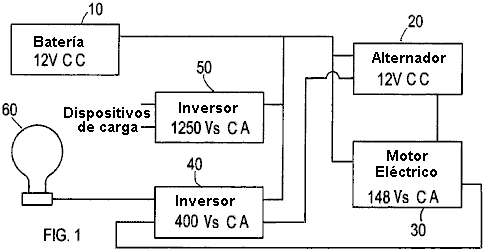 10
Batería
12V C C
20
Alternador
12V C C
50
Inversor
1250 Vs C A
Dispositivos
de carga
60
40
Inversor
400 Vs C A
Motor
Eléctrico
148 Vs CA
30
FIG. 1